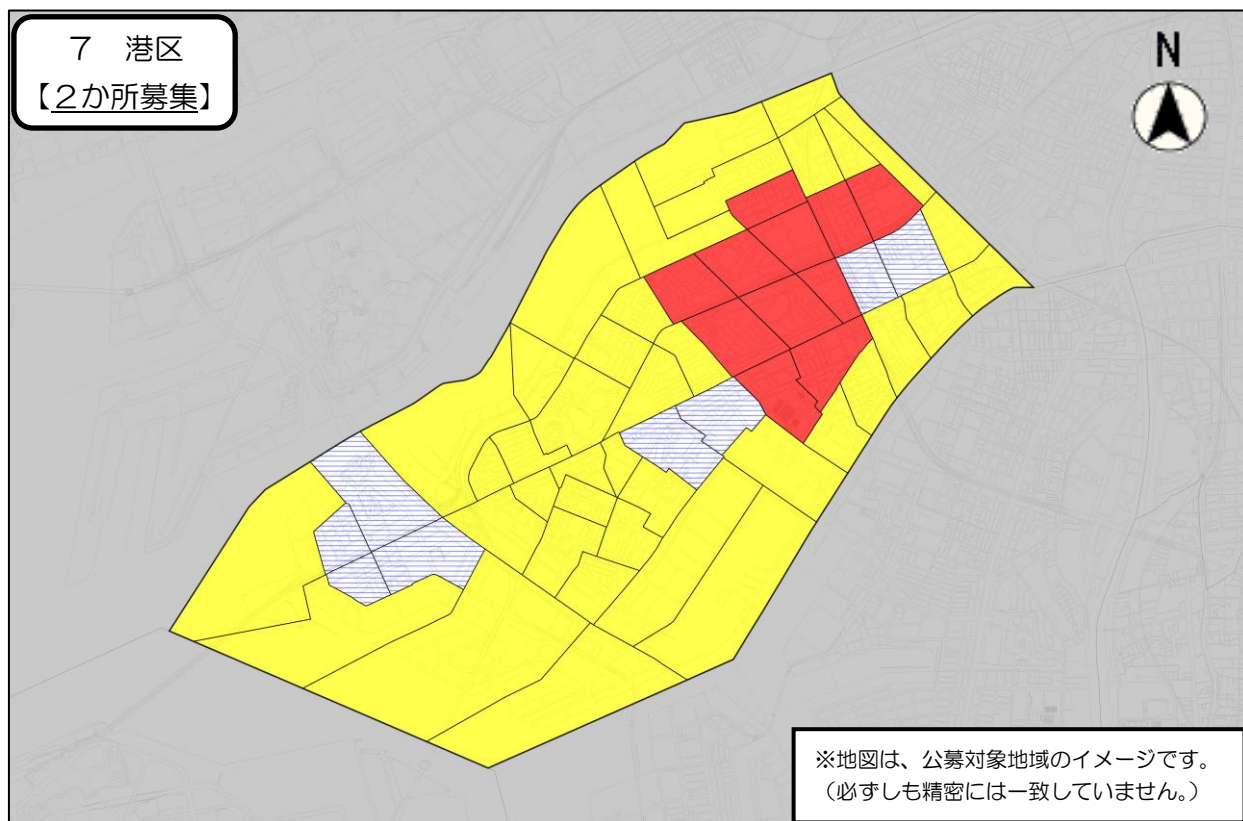 ７　港区
【２か所募集】
N
※地図は、公募対象地域のイメージです。
（必ずしも精密には一致していません。）